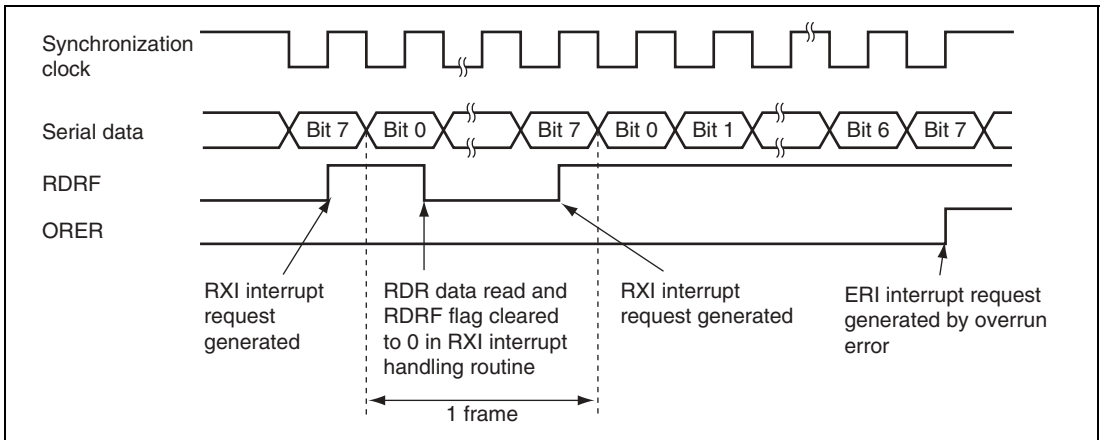 Synchronization
clock
Serial data
Bit 7
Bit 0
Bit 7
Bit 0
Bit 1
Bit 6
Bit 7
RDRF
ORER
RXI interrupt
request
generated
RDR data read and
RDRF flag cleared
to 0 in RXI interrupt
handling routine
RXI interrupt
request generated
ERI interrupt request
generated by overrun
error
1 frame